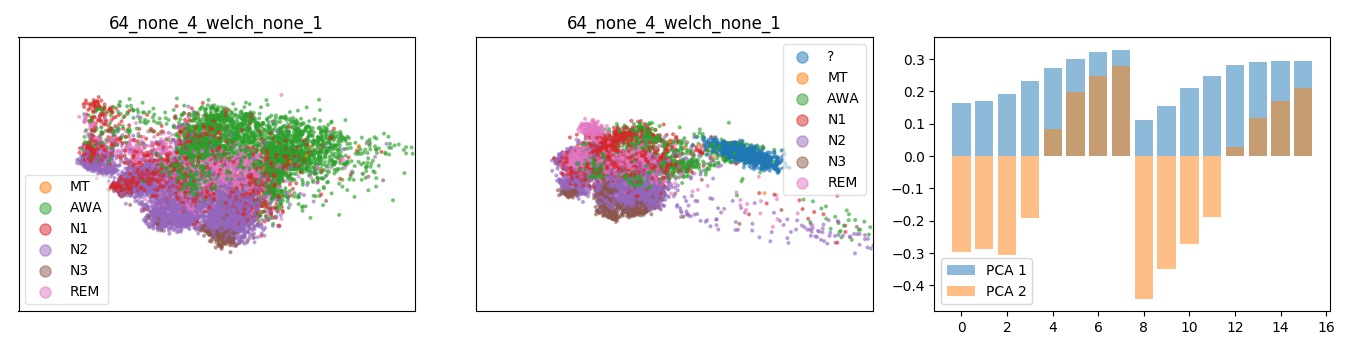 64_none_4_welch_none_1
MT
AWA
N1
N2
N3
REM
64_none_4_welch_none_1
?
MT
AWA
N1
N2
N3
REM
0.3
0.2
0.1
0.0
−0.1
−0.2
−0.3
−0.4
PCA 1
PCA 2
0 2 4 6 8 10 12 14 16